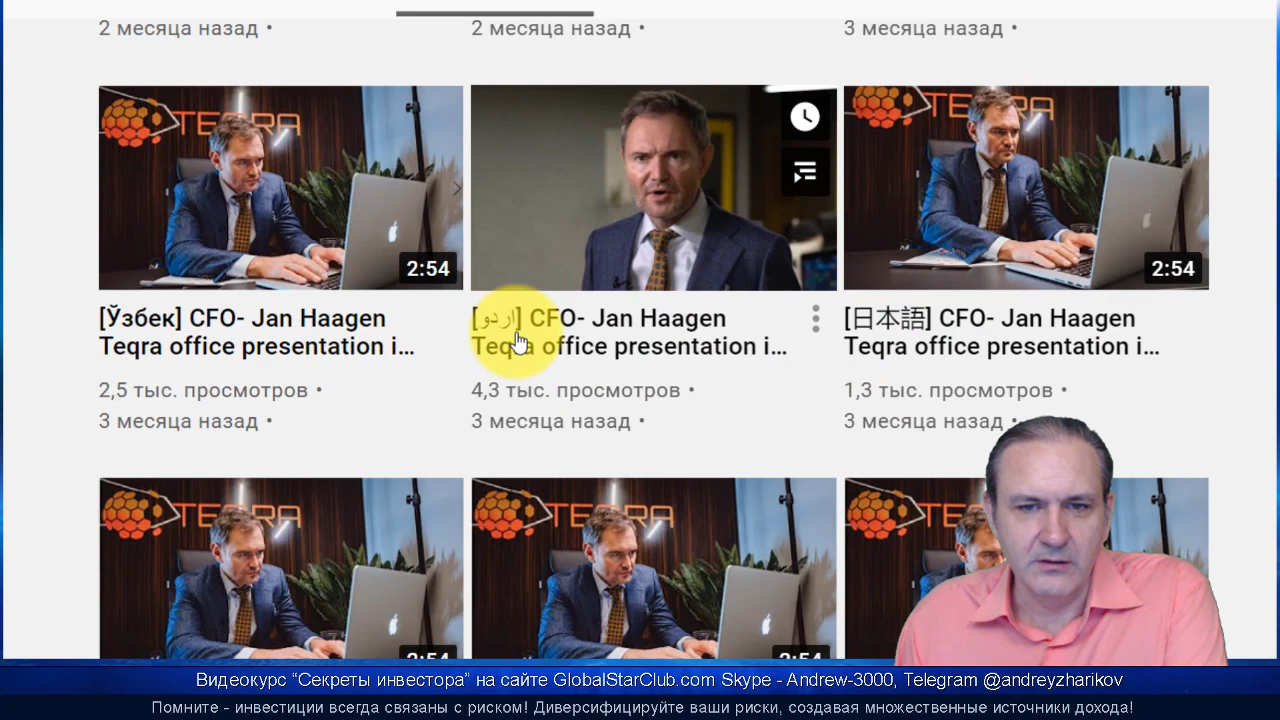 2 месяца назад •
2 месяца назад •
3 месяца назад •
TEQRA
TEQRA
2:54
2:54
[Ўзбек] CFO- Jan Haagen
Teqra office presentation i...
2,5 тыс. просмотров •
3 месяца назад •
[اردو] CFO- Jan Haagen
Teqra office presentation i...
4,3 тыс. просмотров •
3 месяца назад •
[日本語] CFO- Jan Haagen
Teqra office presentation i...
1,3 тыс. просмотров •
3 месяца назад •
TEQRA
TEQRA
2:54
2:54
Видеокурс “Секреты инвестора” на сайте GlobalStarClub.com Skype - Andrew-3000, Telegram @andreyzharikov
Помните - инвестиции всегда связаны с риском! Диверсифицируйте ваши риски, создавая множественные источники дохода!